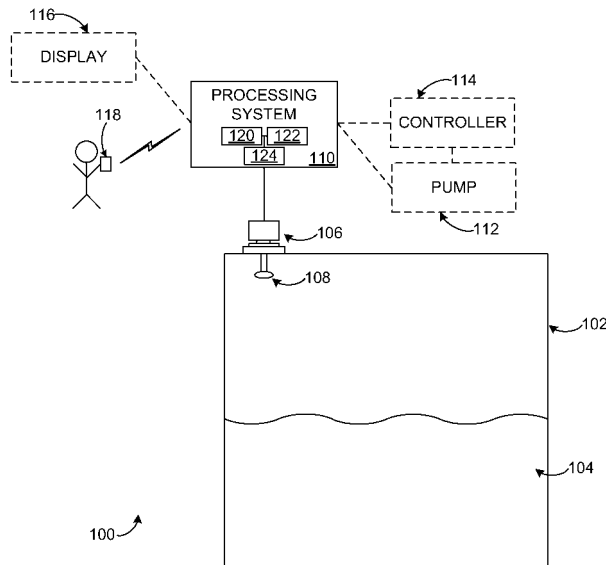 116
DISPLAY
118
PROCESSING
SYSTEM
120
122
124
110
114
CONTROLLER
PUMP
112
106
108
102
104
100